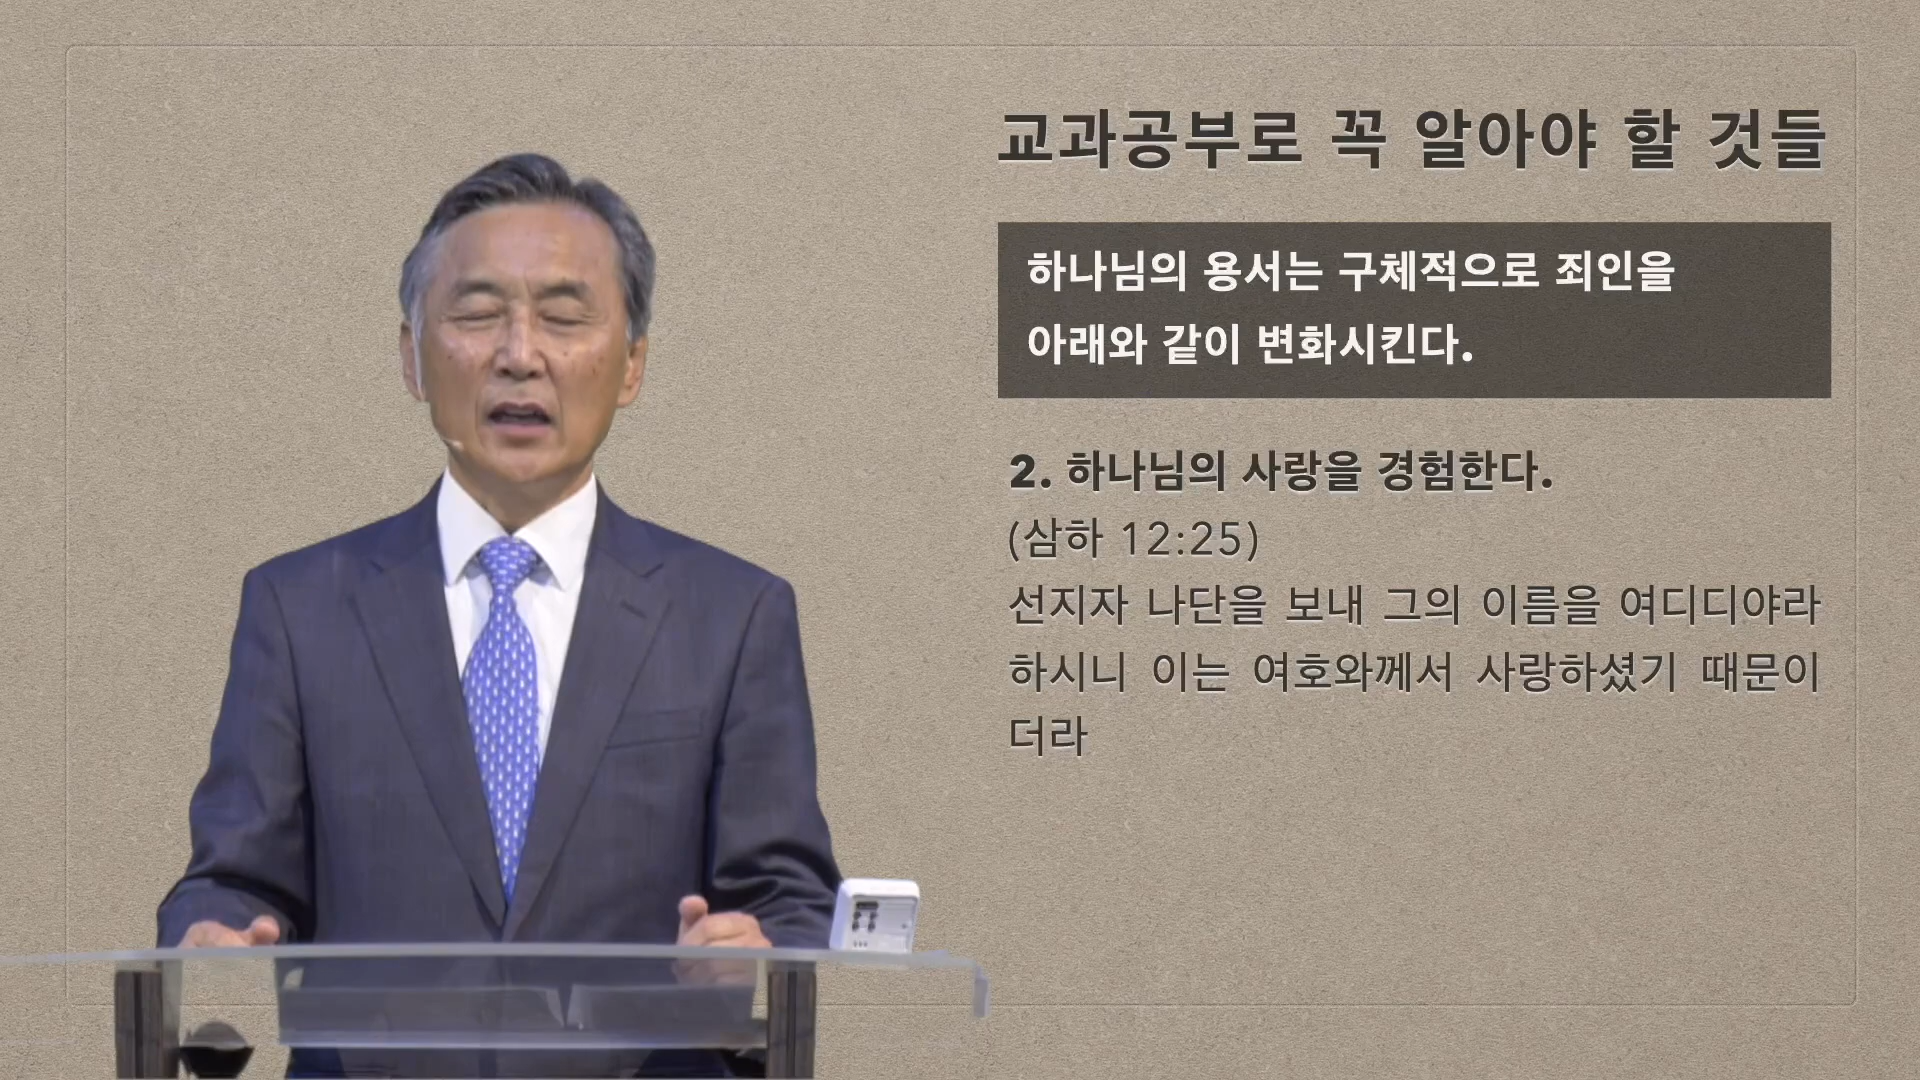 교과공부로 꼭 알아야 할 것들
하나님의 용서는 구체적으로 죄인을
아래와 같이 변화시킨다.
2. 하나님의 사랑을 경험한다.
(삼하 12:25)
선지자 나단을 보내 그의 이름을 여디디야라
하시니 이는 여호와께서 사랑하셨기 때문이
더라